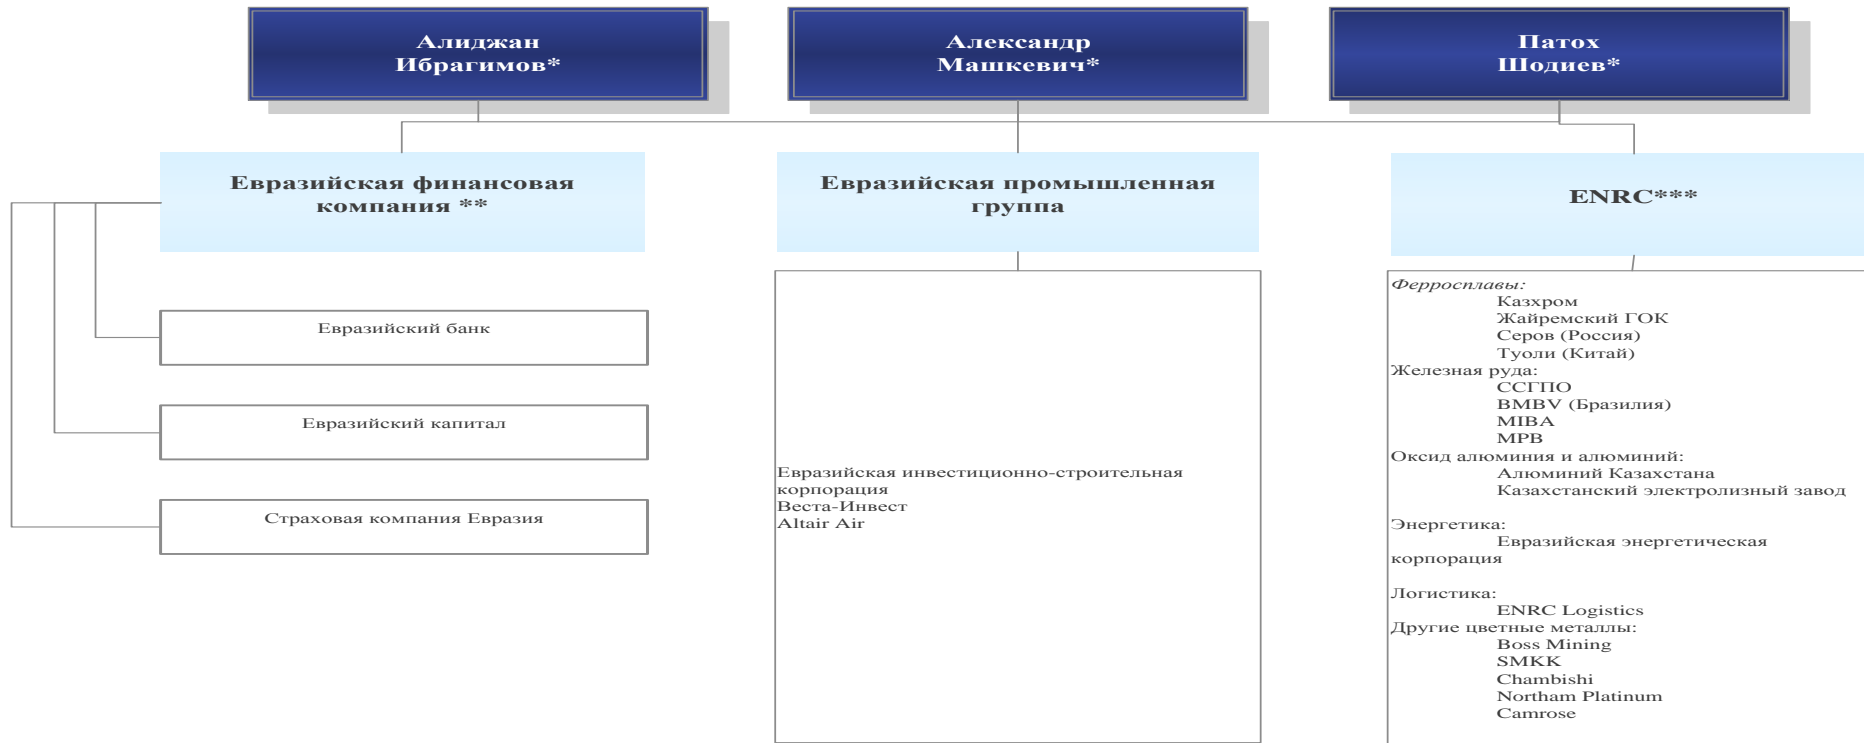 Алиджан
Ибрагимов*
Александр
Машкевич*
Патох
Шодиев*
Евразийская финансовая
компания **
Евразийская промышленная
группа
ENRC***
Евразийский банк
Евразийский капитал
Страховая компания Евразия
Евразийская инвестиционно-строительная
корпорация
Веста-Инвест
Altair Air
Ферросплавы:
Казхром
Жайремский ГОК
Серов (Россия)
Туоли (Китай)
Железная руда:
ССГПО
BMBV (Бразилия)
MIBA
MPB
Оксид алюминия и алюминий:
Алюминий Казахстана
Казахстанский электролизный завод
Энергетика:
Евразийская энергетическая
корпорация
Логистика:
ENRC Logistics
Другие цветные металлы:
Boss Mining
SMKK
Chambishi
Northam Platinum
Camrose